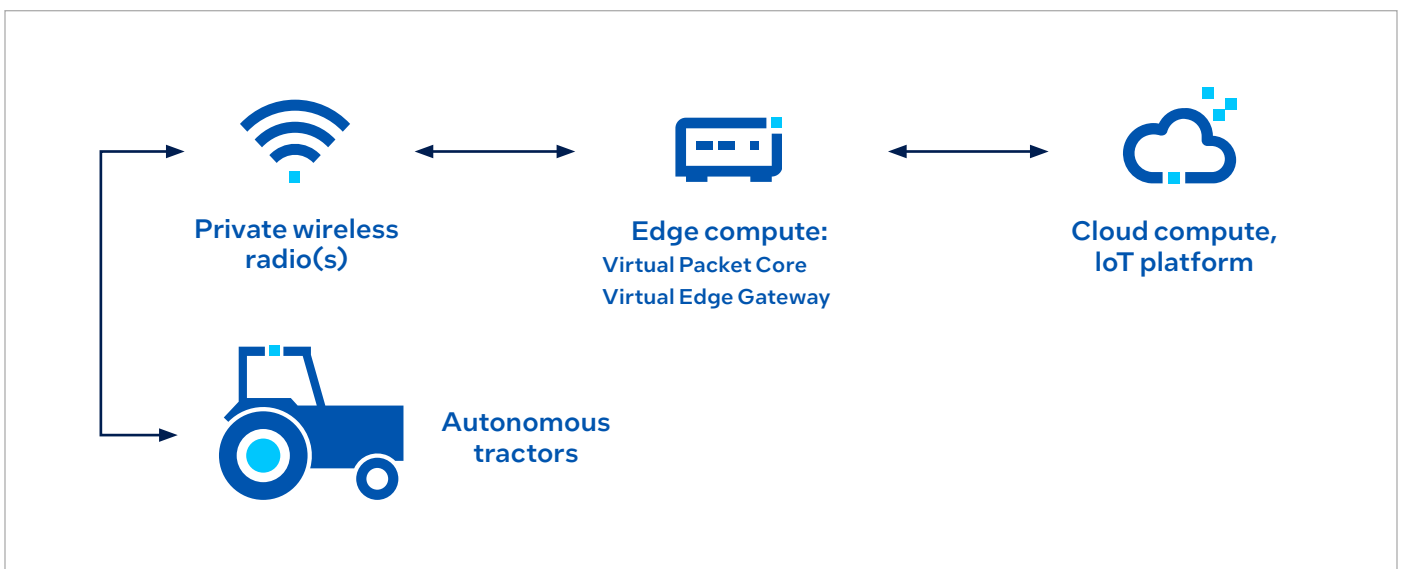 Private wireless
radio(s)
Edge compute:
Virtual Packet Core
Virtual Edge Gateway
Cloud compute,
IoT platform
Autonomous
tractors